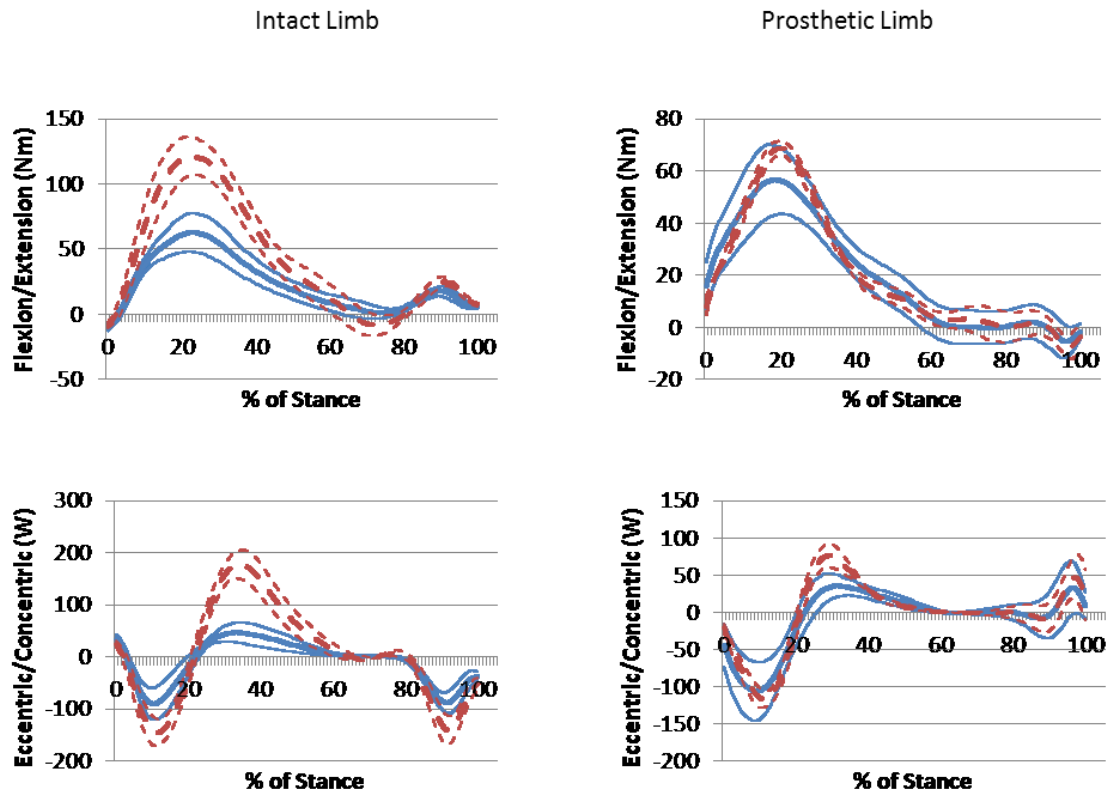 Intact Limb
Prosthetic Limb
Flexion/Extension (Nm)
150
100
50
0
-50
0 20 40 60 80 100
% of Stance
Flexion/Extension (Nm)
80
60
40
20
0
-20
0 20 40 60 80 100
% of Stance
Eccentric/Concentric (W)
300
200
100
0
-100
-200
0 20 40 60 80 100
% of Stance
Eccentric/Concentric (W)
150
100
50
0
-50
-100
-150
-200
0 20 40 60 80 100
% of Stance